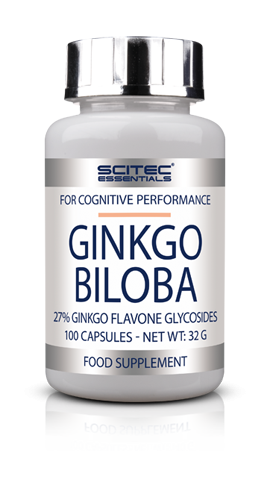 SCITEC
ESSENTIALS
FOR COGNITIVE PERFORMANCE
GINKGO
BILOBA
27% GINKGO FLAVONE GLYCOSIDES
100 CAPSULES - NET WT: 32 G
FOOD SUPPLEMENT